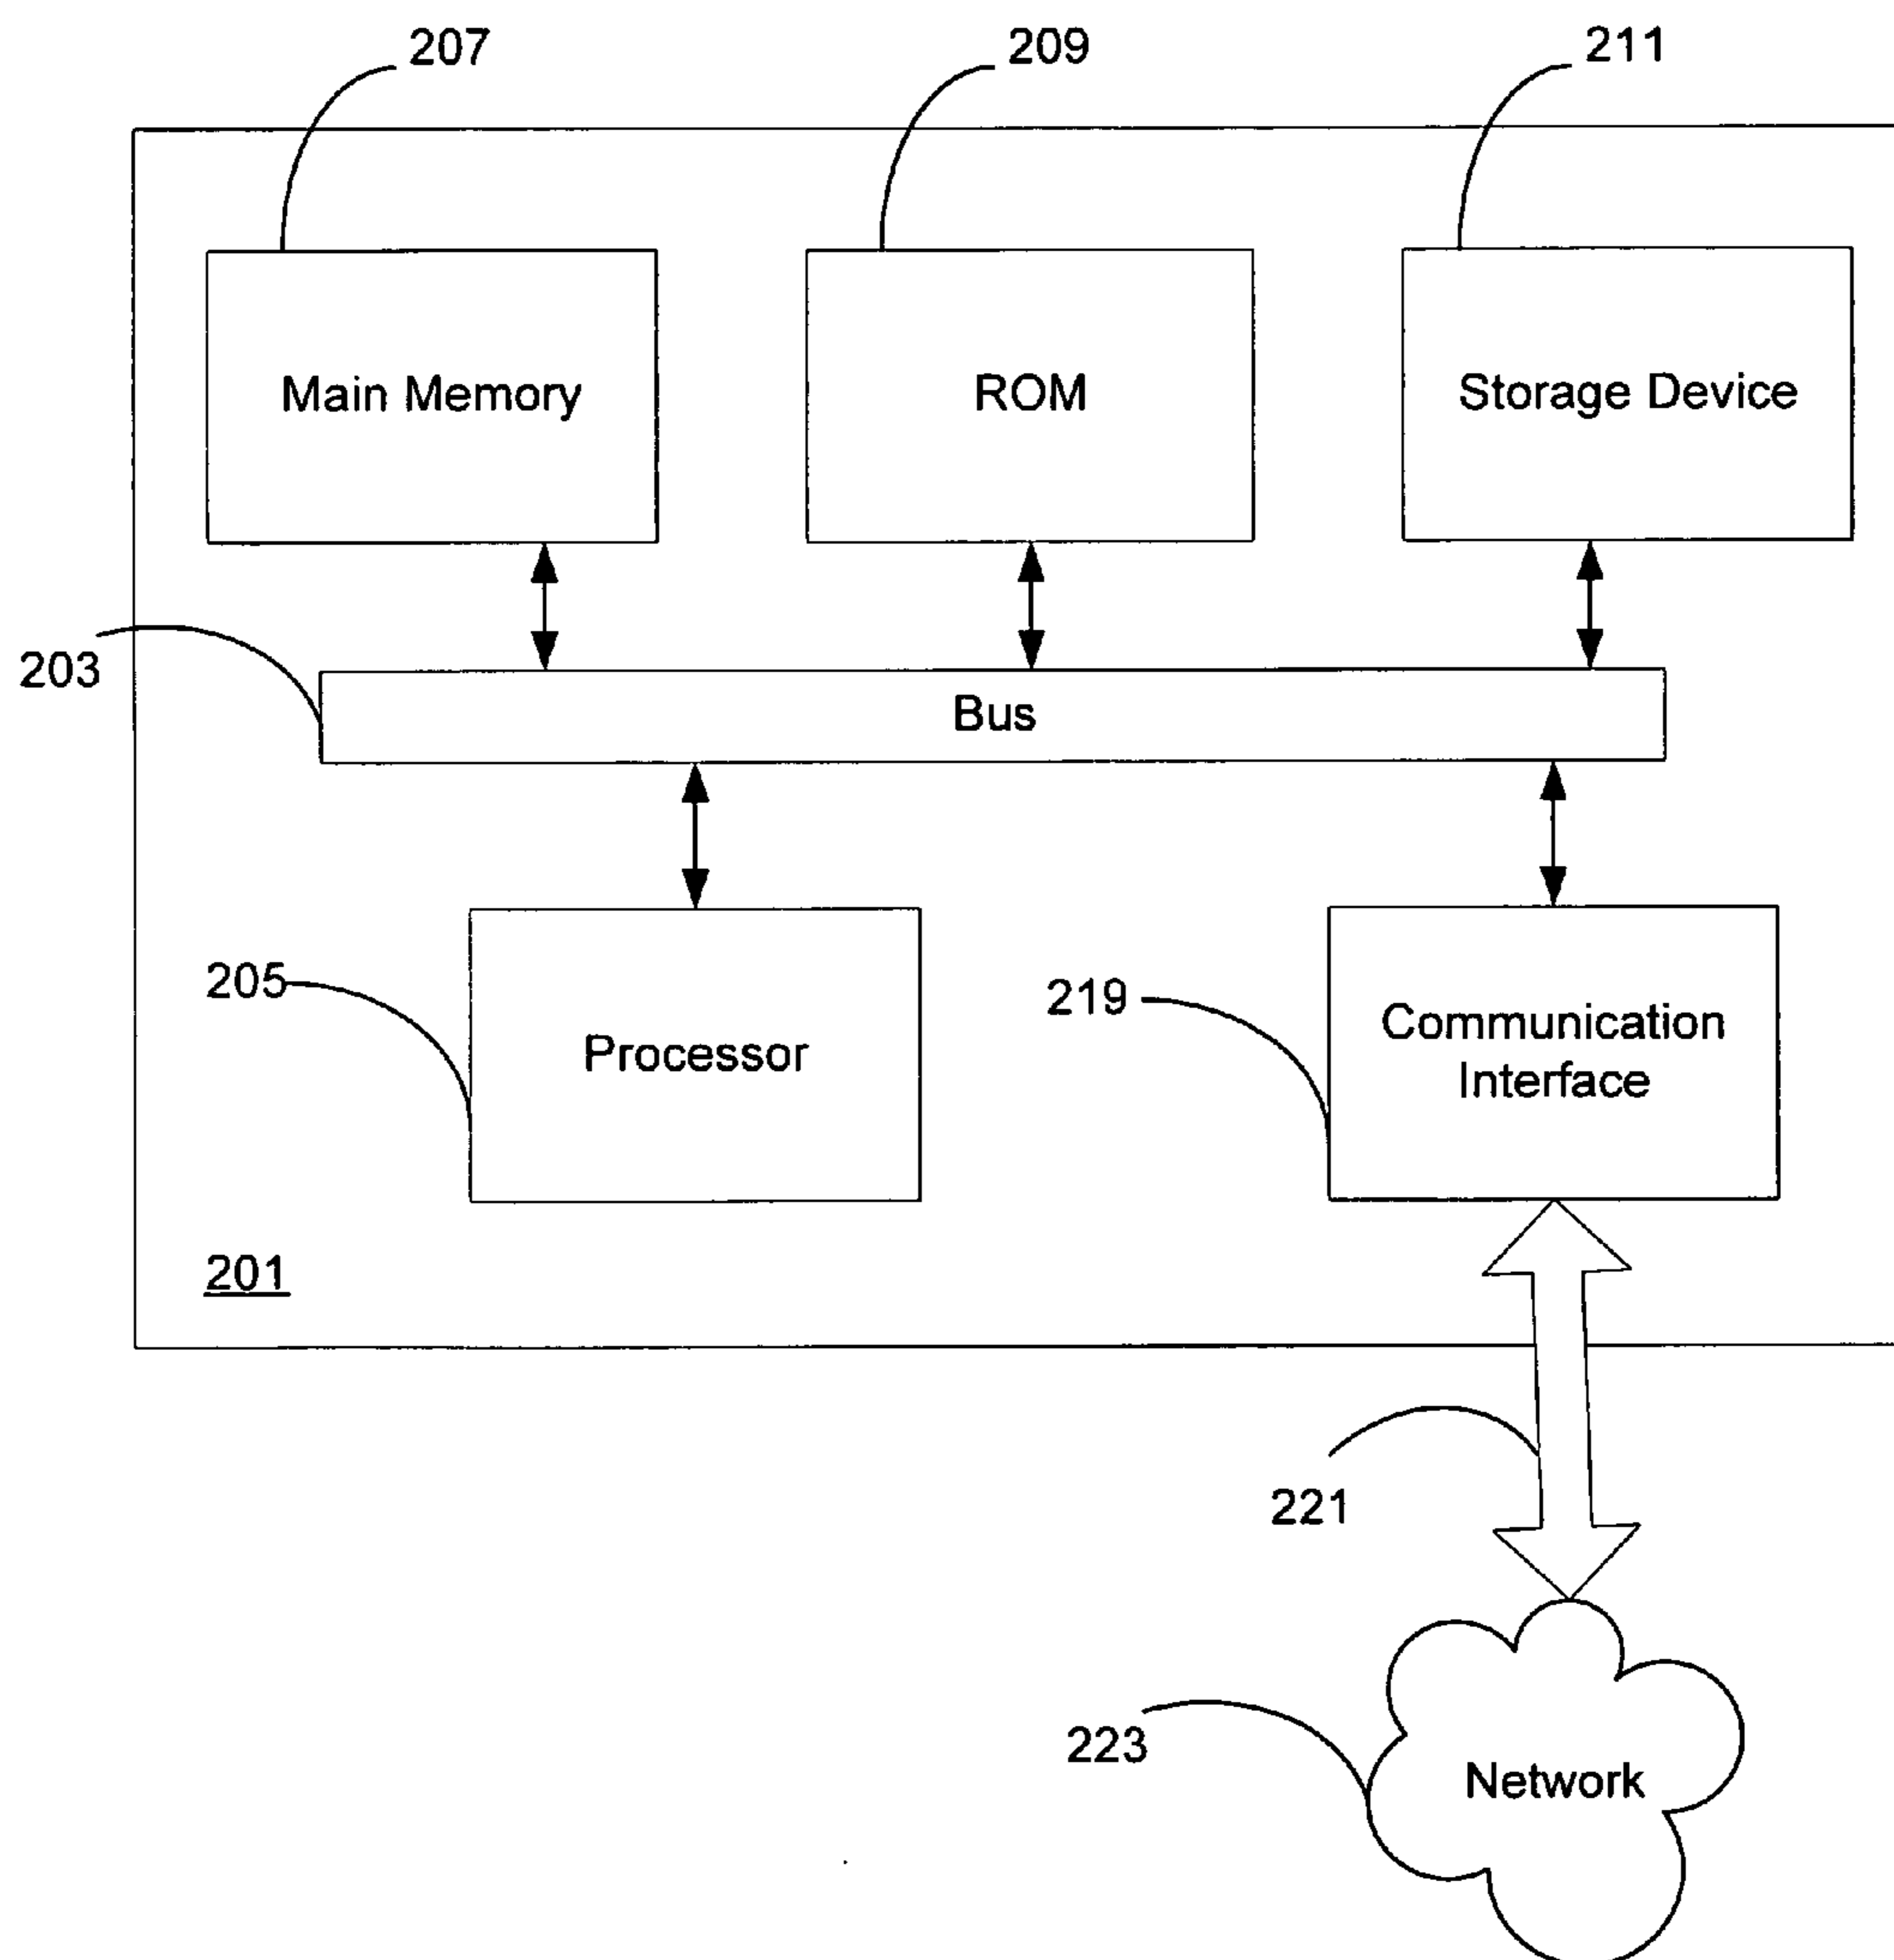 207
209
211
Main Memory
ROM
Storage Device
203
Bus
205
Processor
219
Communication
Interface
201
221
223
Network